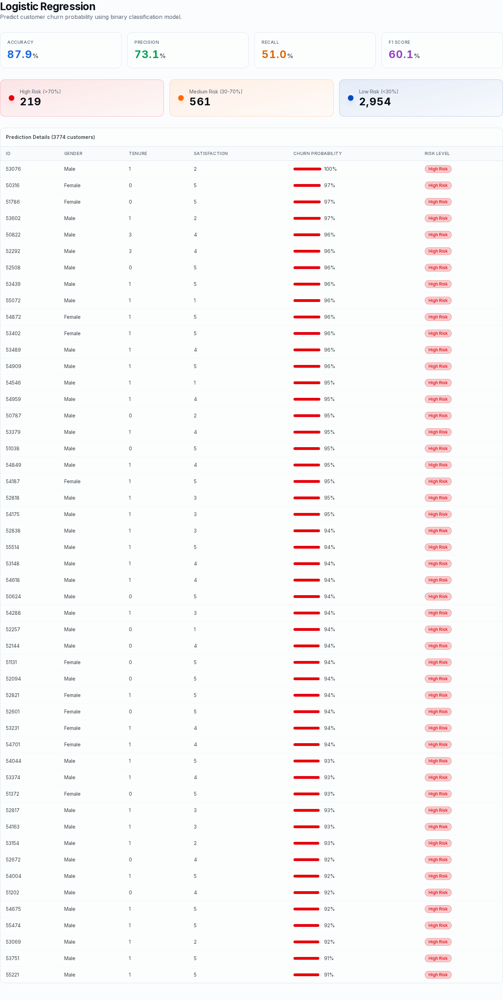 Logistic Regression
Predict customer churn probability using binary classification model.
ACCURACY PRECISION RECALL F1 SCORE
87.9% 73.1% 51.0% 60.1%
High Risk (>70%) Medium Risk (30-70%) Low Risk (<30%)
219 561 2,954
Prediction Details (3774 customers)
ID GENDER TENURE SATISFACTION CHURN PROBABILITY RISK LEVEL
53076 Male 1 2 100% High Risk
50316 Female 0 5 97% High Risk
51786 Female 0 5 97% High Risk
53602 Male 1 2 97% High Risk
50822 Male 3 4 96% High Risk
52292 Male 3 4 96% High Risk
52508 Male 0 5 96% High Risk
53439 Male 1 5 96% High Risk
55072 Male 1 1 96% High Risk
54872 Female 1 5 96% High Risk
53402 Female 1 5 96% High Risk
53489 Male 1 4 96% High Risk
54909 Male 1 5 96% High Risk
54546 Male 1 1 95% High Risk
54959 Male 1 4 95% High Risk
50787 Male 0 2 95% High Risk
53379 Male 1 4 95% High Risk
51038 Male 0 5 95% High Risk
54849 Male 1 4 95% High Risk
54187 Female 1 5 95% High Risk
52818 Male 1 3 95% High Risk
54175 Male 1 3 95% High Risk
52838 Male 1 3 94% High Risk
55514 Male 1 5 94% High Risk
53148 Male 1 4 94% High Risk
54618 Male 1 4 94% High Risk
50624 Male 0 5 94% High Risk
54288 Male 1 3 94% High Risk
52257 Male 0 1 94% High Risk
52144 Male 0 4 94% High Risk
51131 Female 0 5 94% High Risk
52094 Male 0 5 94% High Risk
52821 Female 1 5 94% High Risk
52601 Female 0 5 94% High Risk
53231 Female 1 4 94% High Risk
54701 Female 1 4 94% High Risk
54044 Male 1 5 93% High Risk
53374 Male 1 4 93% High Risk
51372 Female 0 5 93% High Risk
52817 Male 1 3 93% High Risk
54163 Male 1 3 93% High Risk
53154 Male 1 2 93% High Risk
52672 Male 0 4 92% High Risk
54004 Male 1 5 92% High Risk
51202 Male 0 4 92% High Risk
54675 Male 1 5 92% High Risk
55474 Male 1 5 92% High Risk
53069 Male 1 2 92% High Risk
53751 Male 1 5 91% High Risk
55221 Male 1 5 91% High Risk